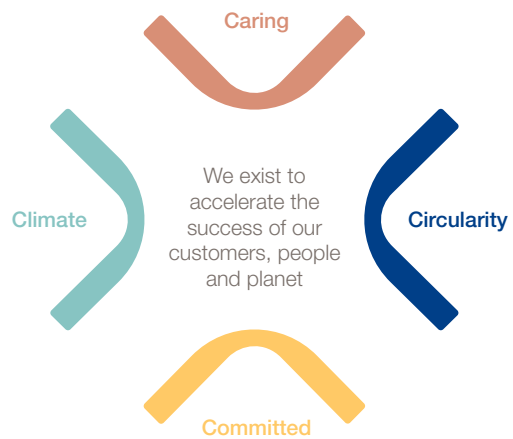 Caring
Climate
We exist to
accelerate the
success of our
customers, people
and planet
Circularity
Committed